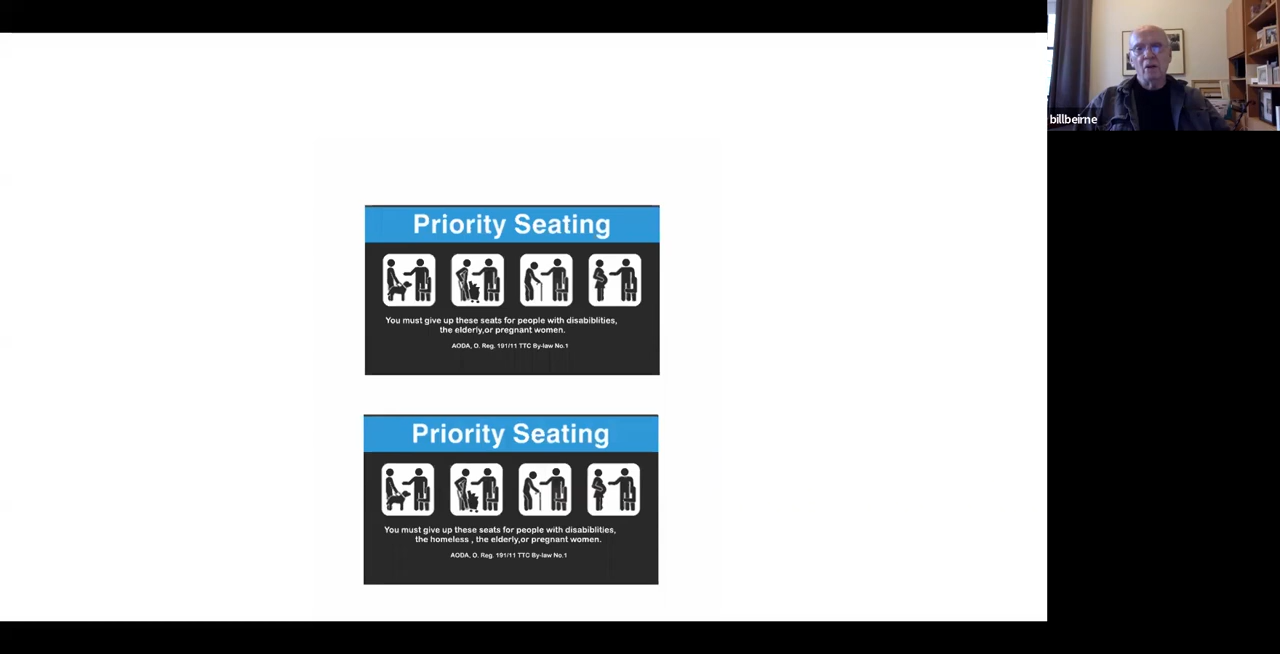 Priority Seating
You must give up these seats for people with disabiblities,
the elderly,or pregnant women.
AODA, O. Reg. 191/11 TTC By-law No.1
billbeirne
Priority Seating
You must give up these seats for people with disabiblities,
the homeless , the elderly,or pregnant women.
AODA, O. Reg. 191/11 TTC By-law No.1